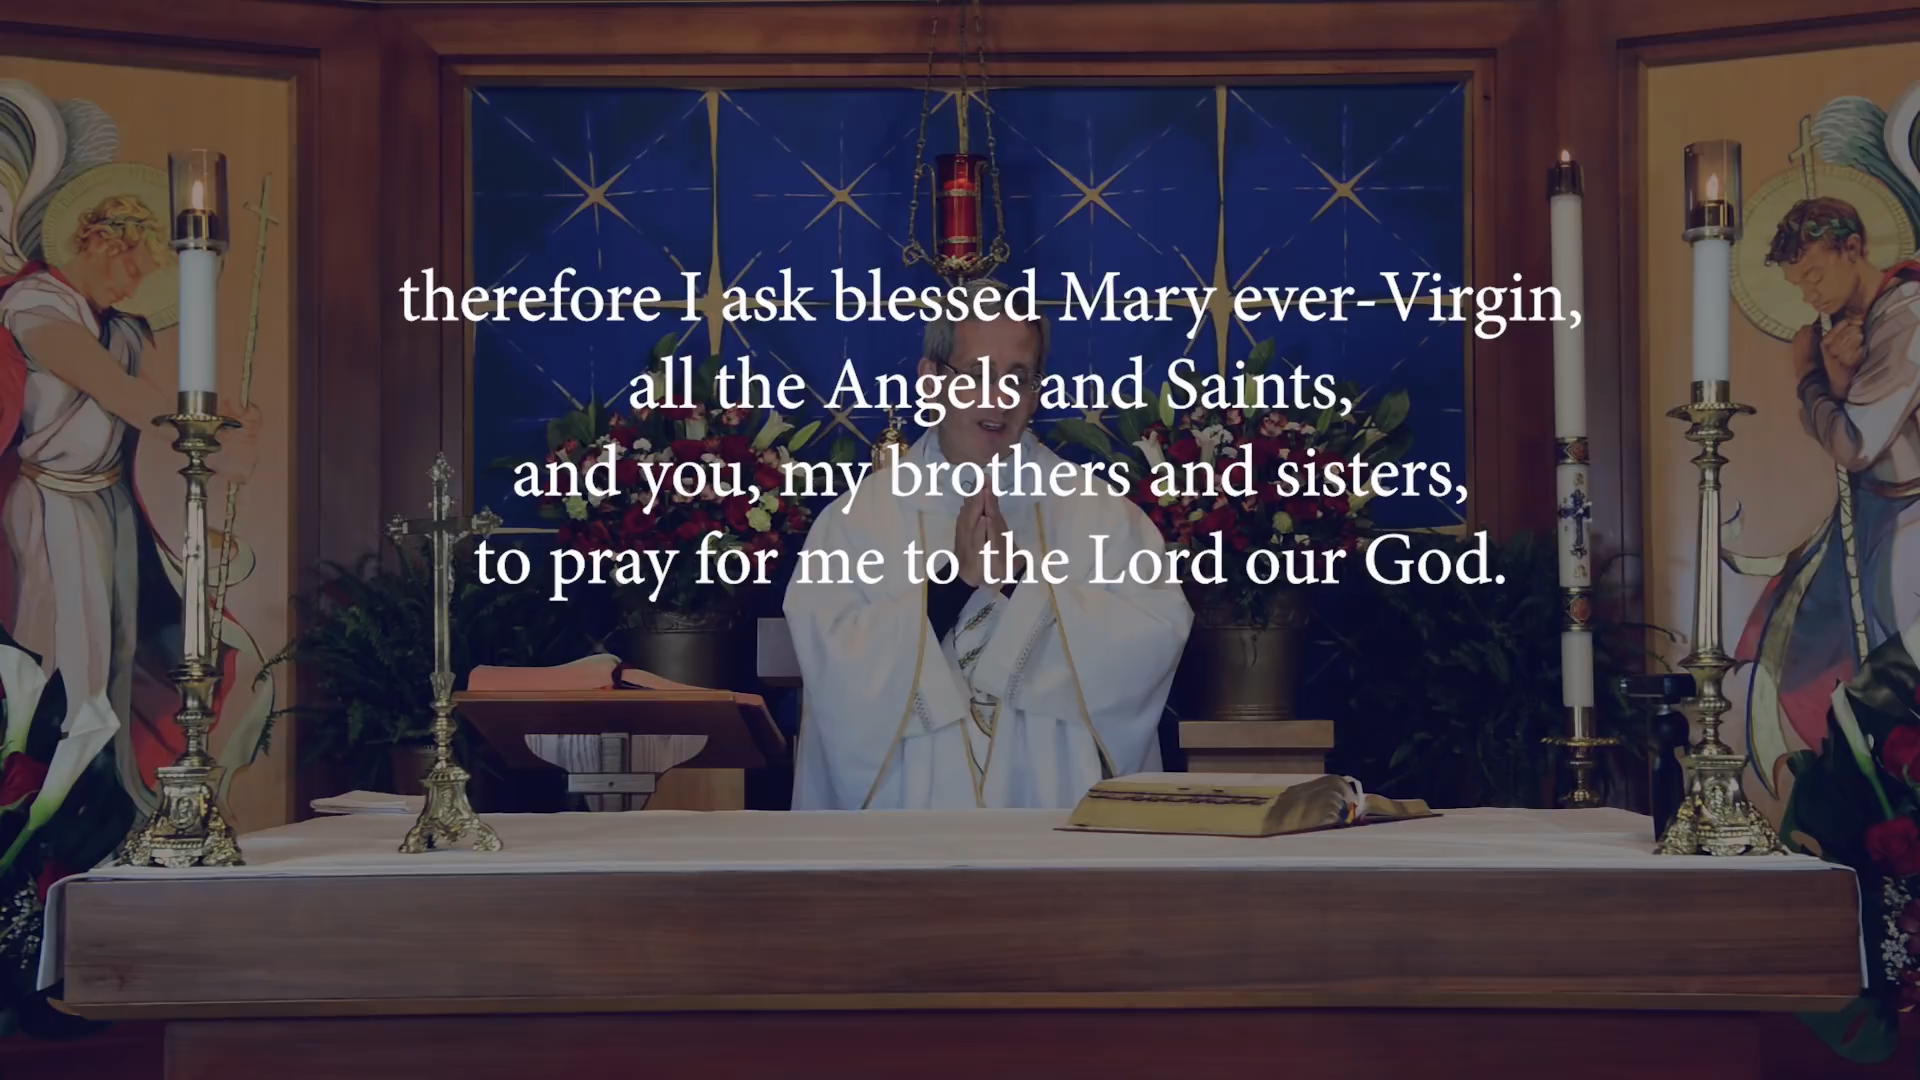 therefore I ask blessed Mary ever-Virgin,
all the Angels and Saints,
and you, my brothers and sisters,
to pray for me to the Lord our God.